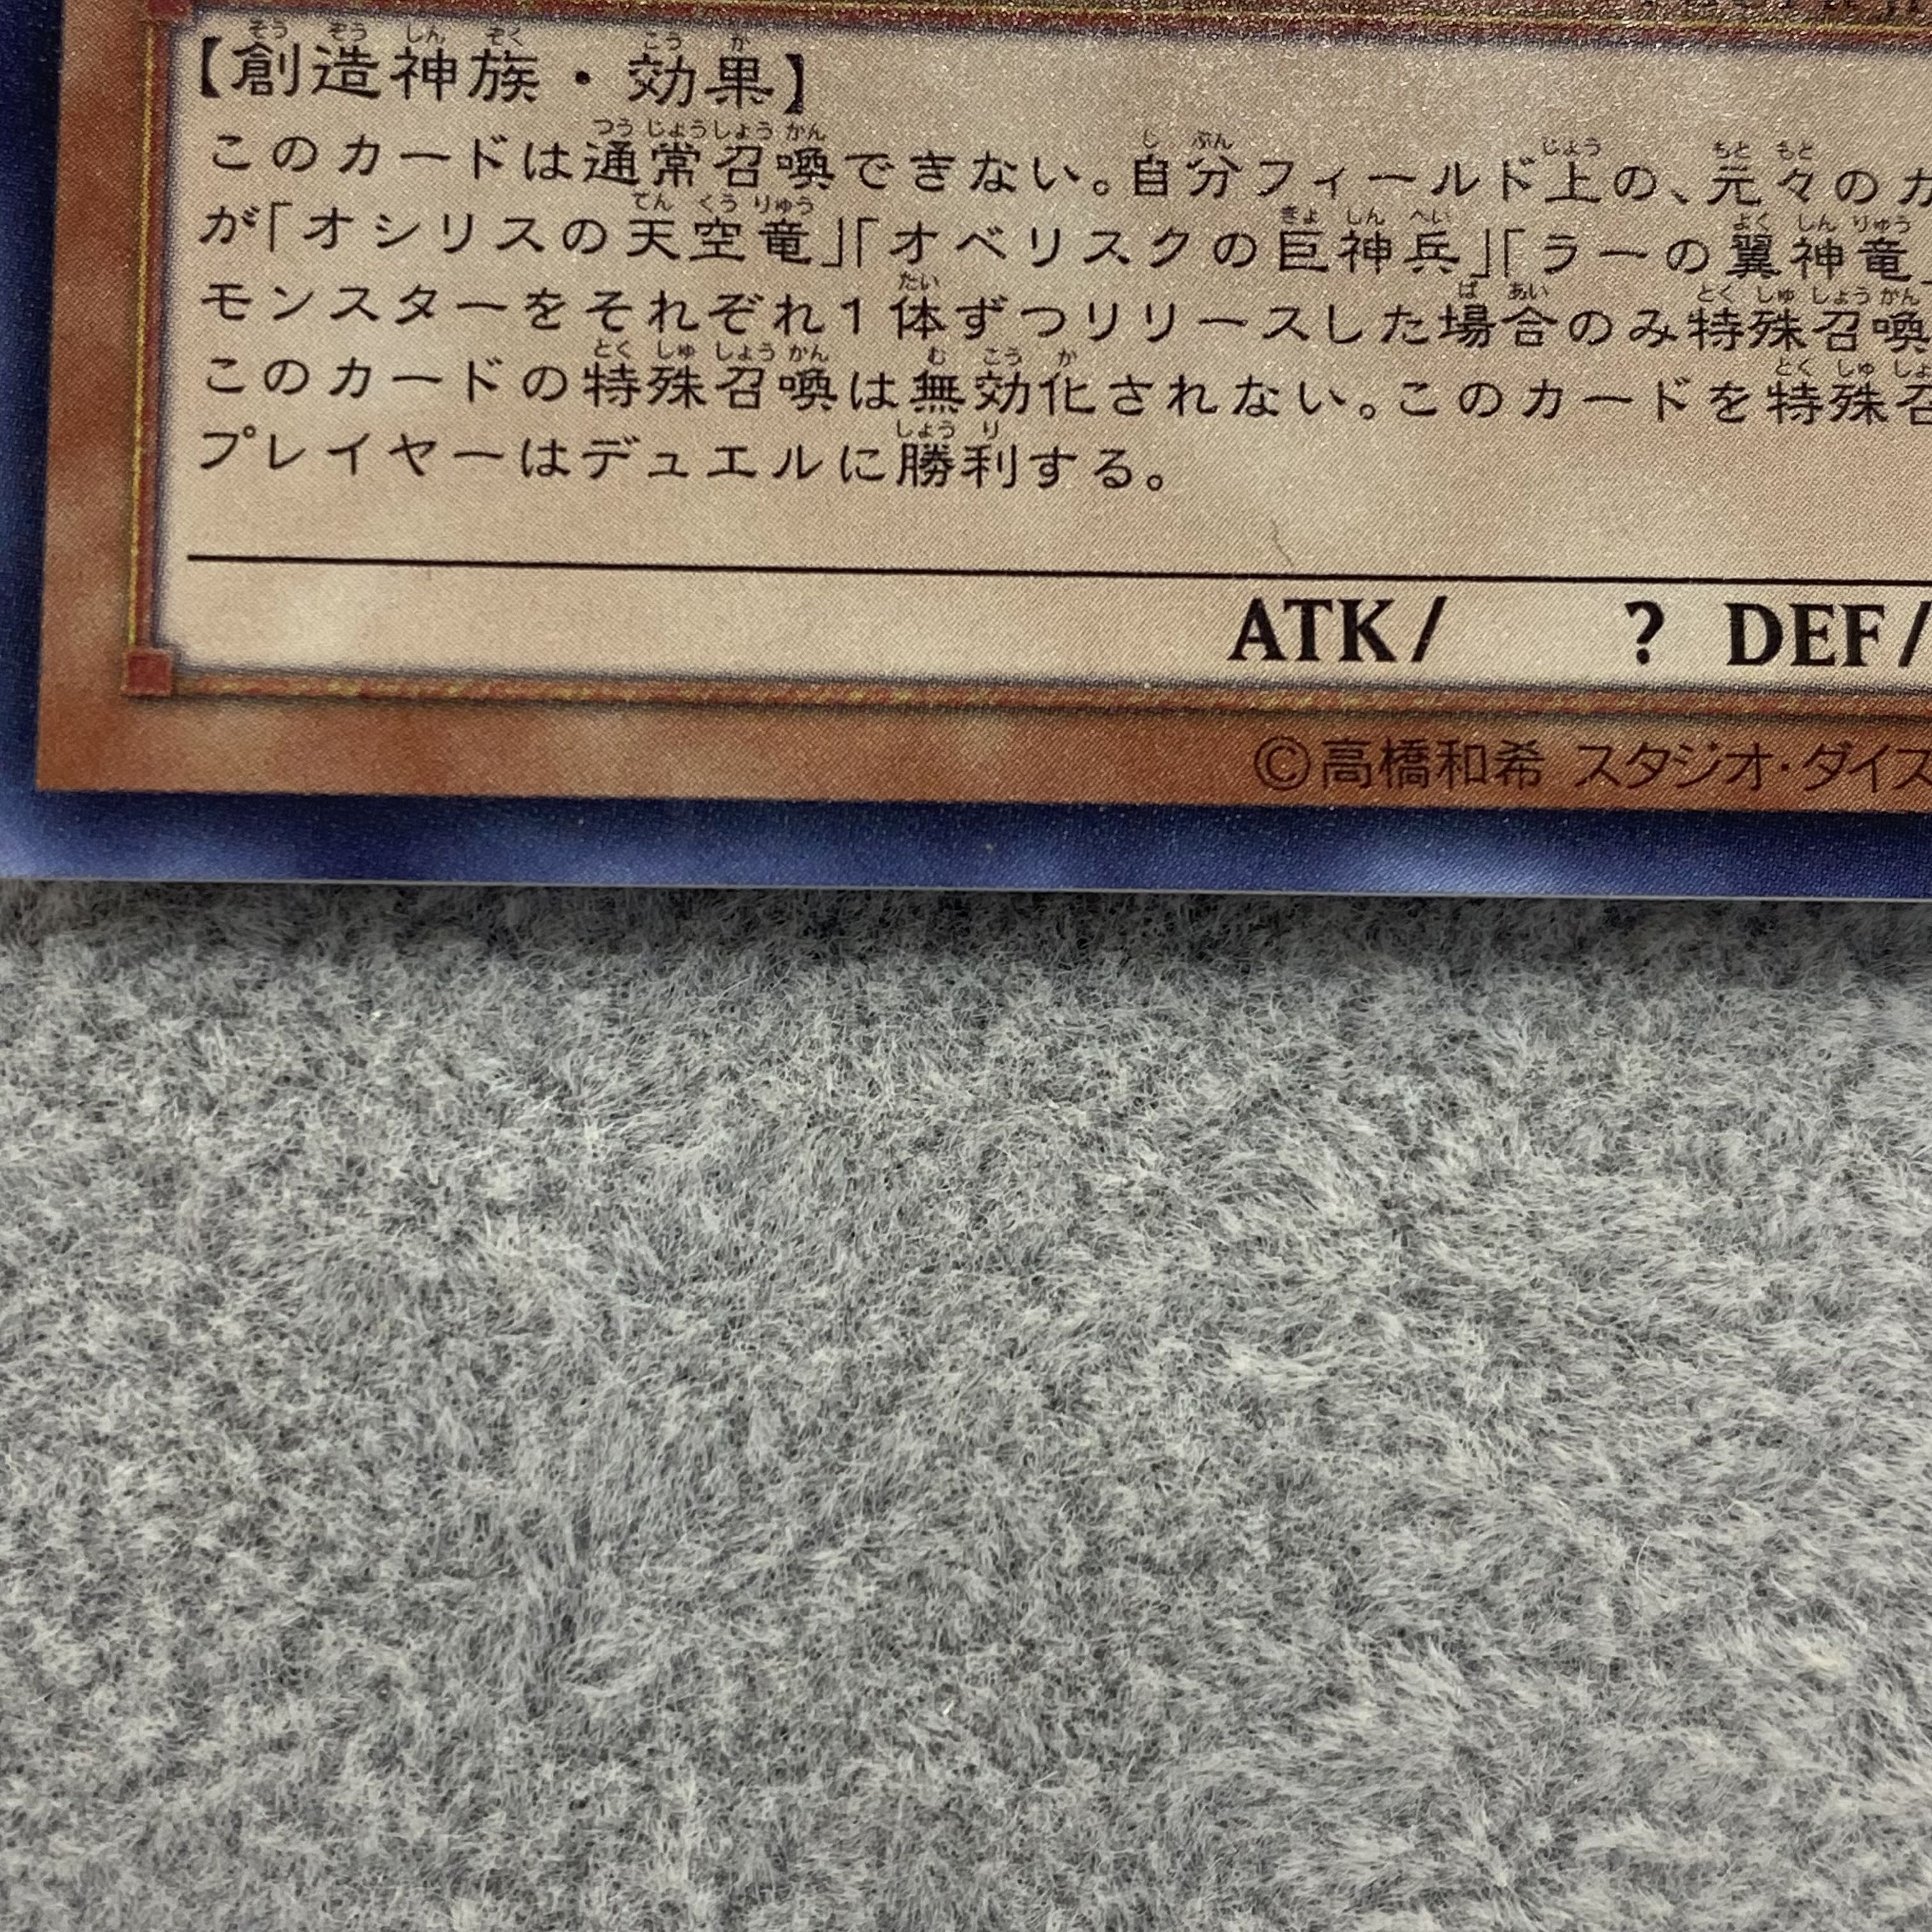 【創造神族・効果】
このカードは通常召喚できない。自分フィールド上の、元々のカ
が「オシリスの天空竜」「オベリスクの巨神兵」「ラーの翼神竜
モンスターをそれぞれ1体ずつリリースした場合のみ特殊召喚
このカードの特殊召喚は無効化されない。このカードを特殊召
プレイヤーはデュエルに勝利する。
ATK/ ? DEF/
©高橋和希 スタジオ・ダイス